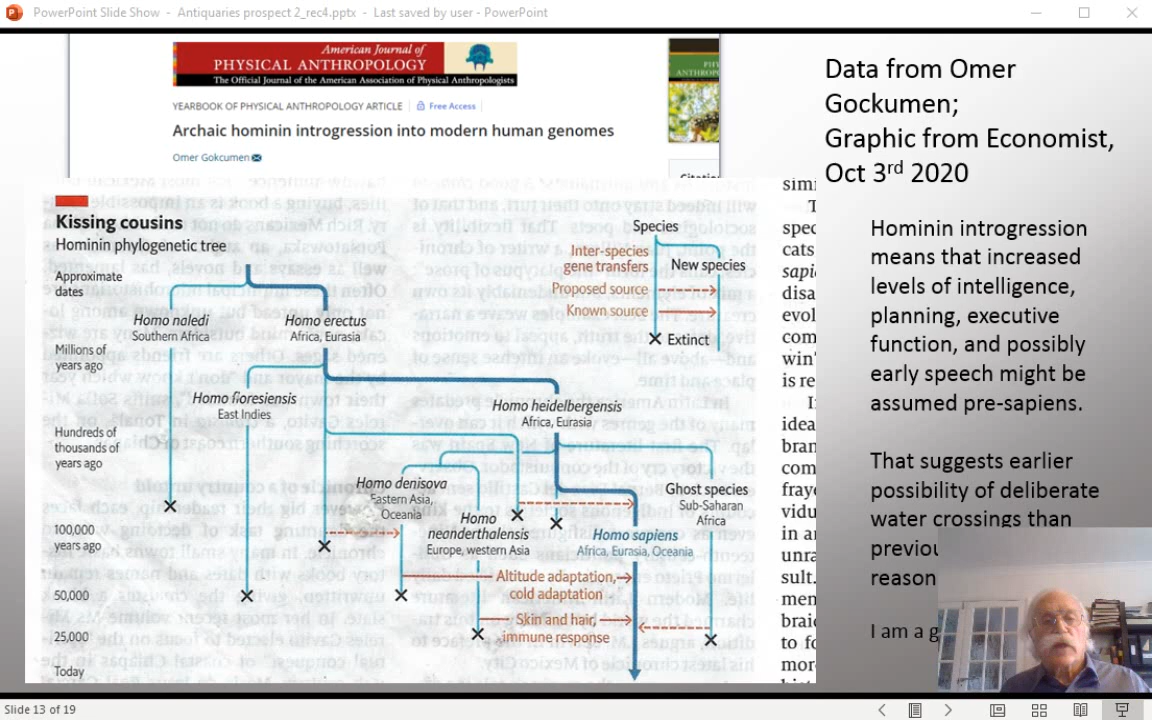 PowerPoint Slide Show - Antiquaries prospect 2_rec4.pptx - Last saved by user - PowerPoint
American Journal of
PHYSICAL ANTHROPOLOGY
The Official Journal of the American Association of Physical Anthropologists
YEARBOOK OF PHYSICAL ANTHROPOLOGY ARTICLE
Free Access
Archaic hominin introgression into modern human genomes
Omer Gokcumen
Data from Omer
Gockumen;
Graphic from Economist,
Oct 3rd 2020
Hominin introgression
means that increased
levels of intelligence,
planning, executive
function, and possibly
early speech might be
assumed pre-sapiens.
That suggests earlier
possibility of deliberate
water crossings than
reason
I am a g
Kissing cousins
Hominin phylogenetic tree
Approximate
dates
Millions of
years ago
Hundreds of
thousands of
years ago
100,000
years ago
50,000
25,000
Today
Species
New species
Inter-species
gene transfers
Proposed source
Known source
Extinct
Homo naledi
Southern Africa
Homo erectus
Africa, Eurasia
Homo floresiensis
East Indies
Homo heidelbergensis
Africa, Eurasia
Homo denisova
Eastern Asia,
Oceania
Homo
neanderthalensis
Europe, western Asia
Homo sapiens
Africa, Eurasia, Oceania
Ghost species
Sub-Saharan
Africa
Altitude adaptation,
cold adaptation
Skin and hair,
immune response
Slide 13 of 19